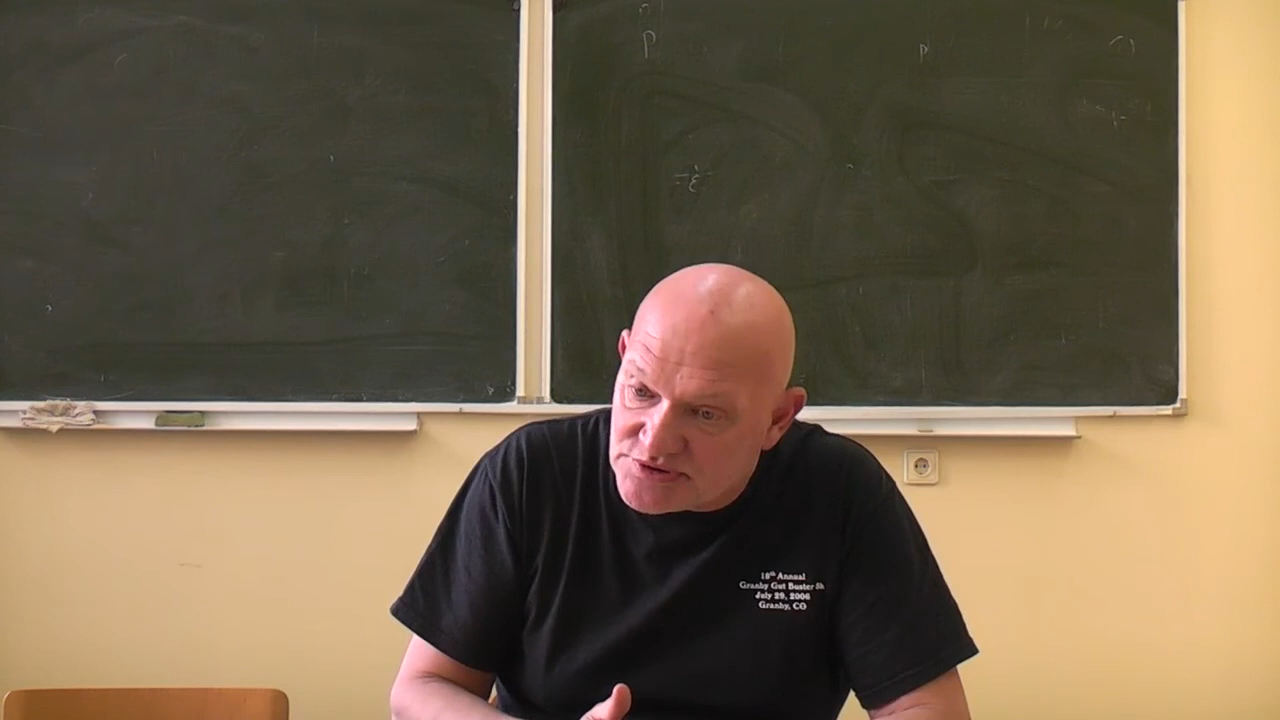 18th Annual
Granby Gut Buster 5k
July 29, 2006
Granby, CO
p
p